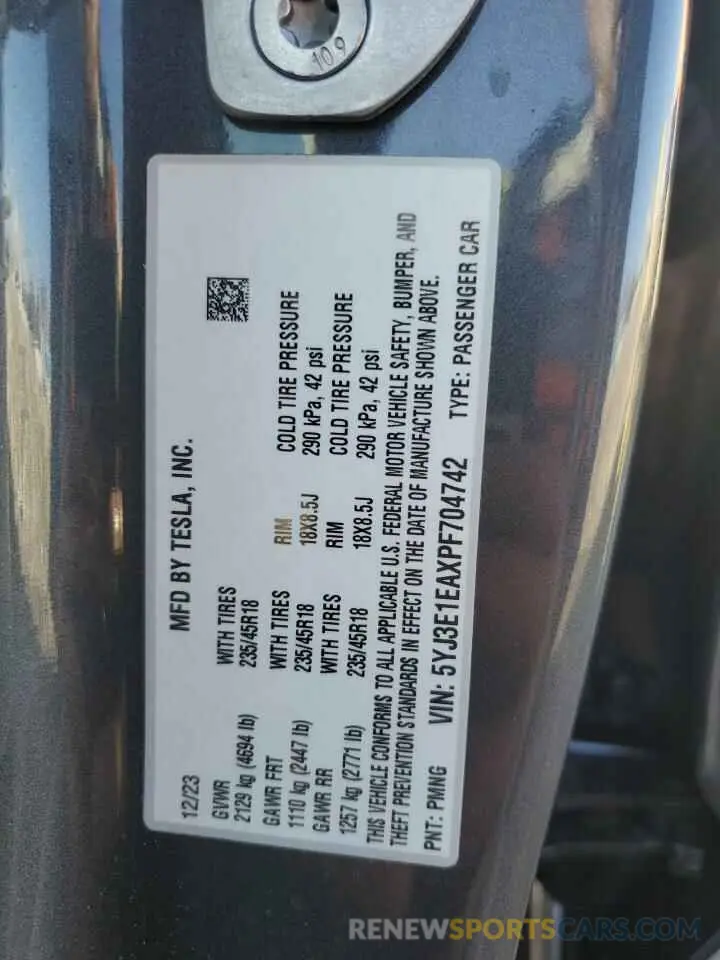 10.9
MFD BY TESLA, INC.
12/23
GVWR
2129 kg (4694 lb)
WITH TIRES
235/45R18
GAWR FRT
1110 kg (2447 lb)
WITH TIRES
235/45R18
RIM
18X8.5J
COLD TIRE PRESSURE
290 kPa, 42 psi
GAWR RR
1257 kg (2771 lb)
WITH TIRES
235/45R18
RIM
18X8.5J
COLD TIRE PRESSURE
290 kPa, 42 psi
THIS VEHICLE CONFORMS TO ALL APPLICABLE U.S. FEDERAL MOTOR VEHICLE SAFETY, BUMPER, AND
THEFT PREVENTION STANDARDS IN EFFECT ON THE DATE OF MANUFACTURE SHOWN ABOVE.
PNT: PMNG VIN: 5YJ3E1EAXPF704742 TYPE: PASSENGER CAR
RENEWSPORTSCARS.COM